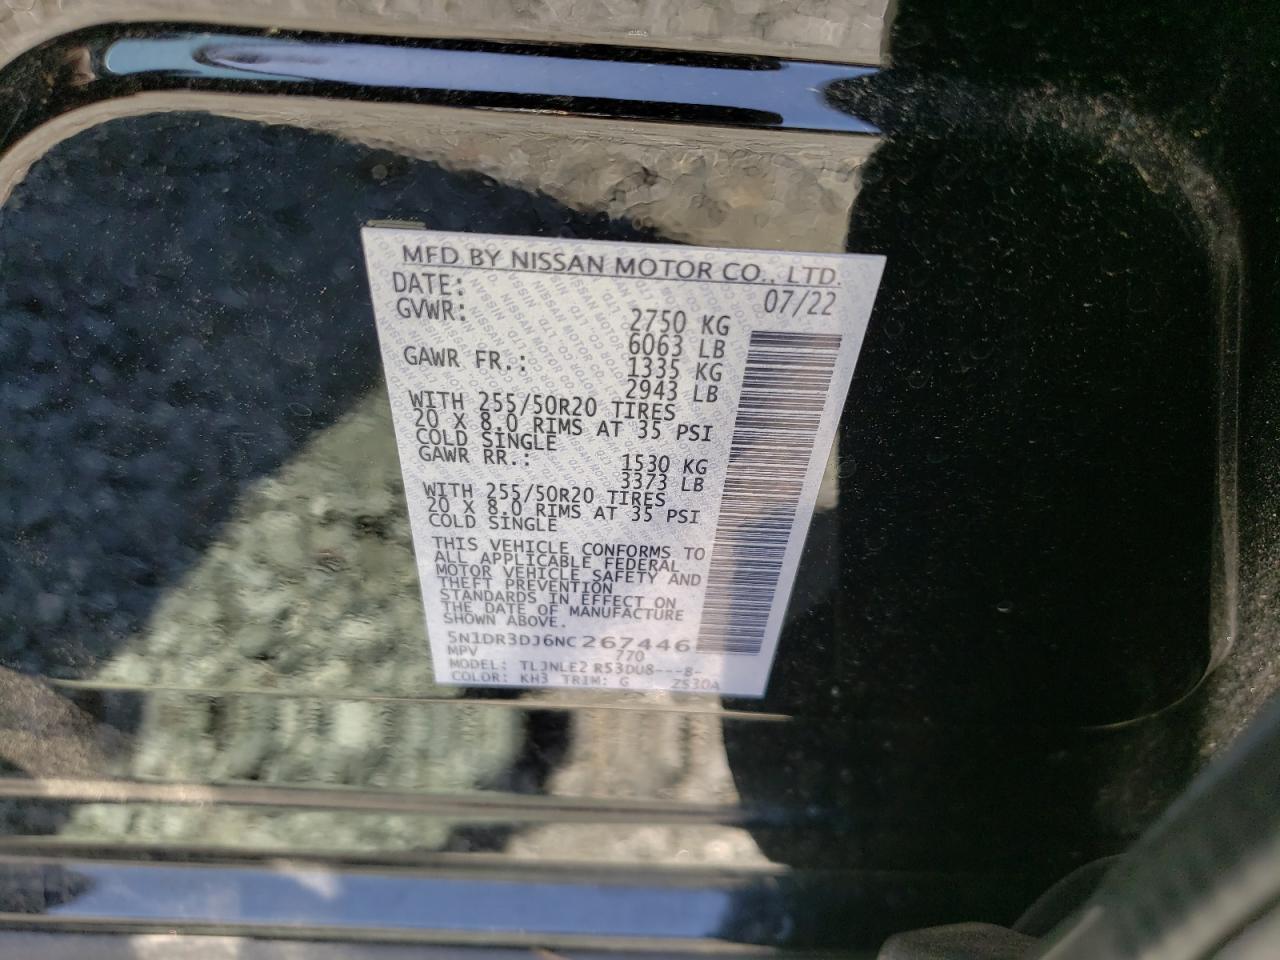 MFD BY NISSAN MOTOR CO., LTD.
DATE: 07/22
GVWR: 2750 KG
6063 LB
GAWR FR.: 1335 KG
2943 LB
WITH 255/50R20 TIRES
20 X 8.0 RIMS AT 35 PSI
COLD SINGLE
GAWR RR.: 1530 KG
3373 LB
WITH 255/50R20 TIRES
20 X 8.0 RIMS AT 35 PSI
COLD SINGLE
THIS VEHICLE CONFORMS TO
ALL APPLICABLE FEDERAL
MOTOR VEHICLE SAFETY AND
THEFT PREVENTION
STANDARDS IN EFFECT ON
THE DATE OF MANUFACTURE
SHOWN ABOVE.
5N1DR3DJ6NC267446
MPV 770
MODEL: TLJNLE2 R53DU8---8-
COLOR: KH3 TRIM: G ZS30A